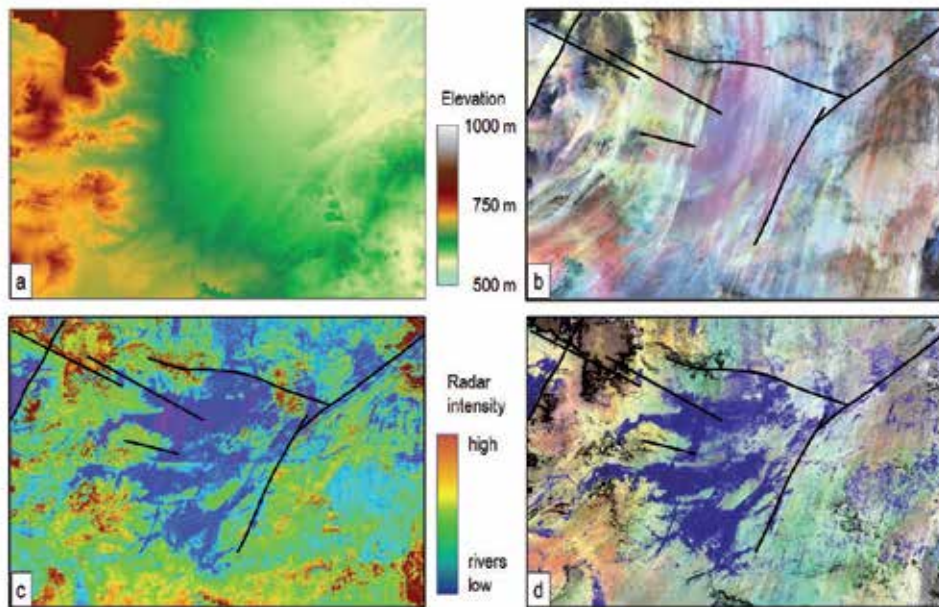 Elevation
1000 m
750 m
500 m
a
b
Radar
intensity
high
rivers
low
c
d